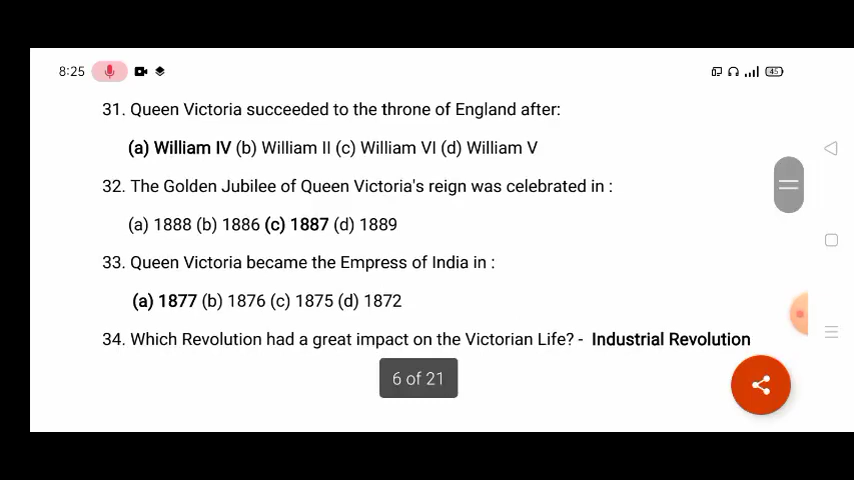 8:25
45
31. Queen Victoria succeeded to the throne of England after:
(a) William IV (b) William II (c) William VI (d) William V
32. The Golden Jubilee of Queen Victoria's reign was celebrated in :
(a) 1888 (b) 1886 (c) 1887 (d) 1889
33. Queen Victoria became the Empress of India in :
(a) 1877 (b) 1876 (c) 1875 (d) 1872
34. Which Revolution had a great impact on the Victorian Life? - Industrial Revolution
6 of 21